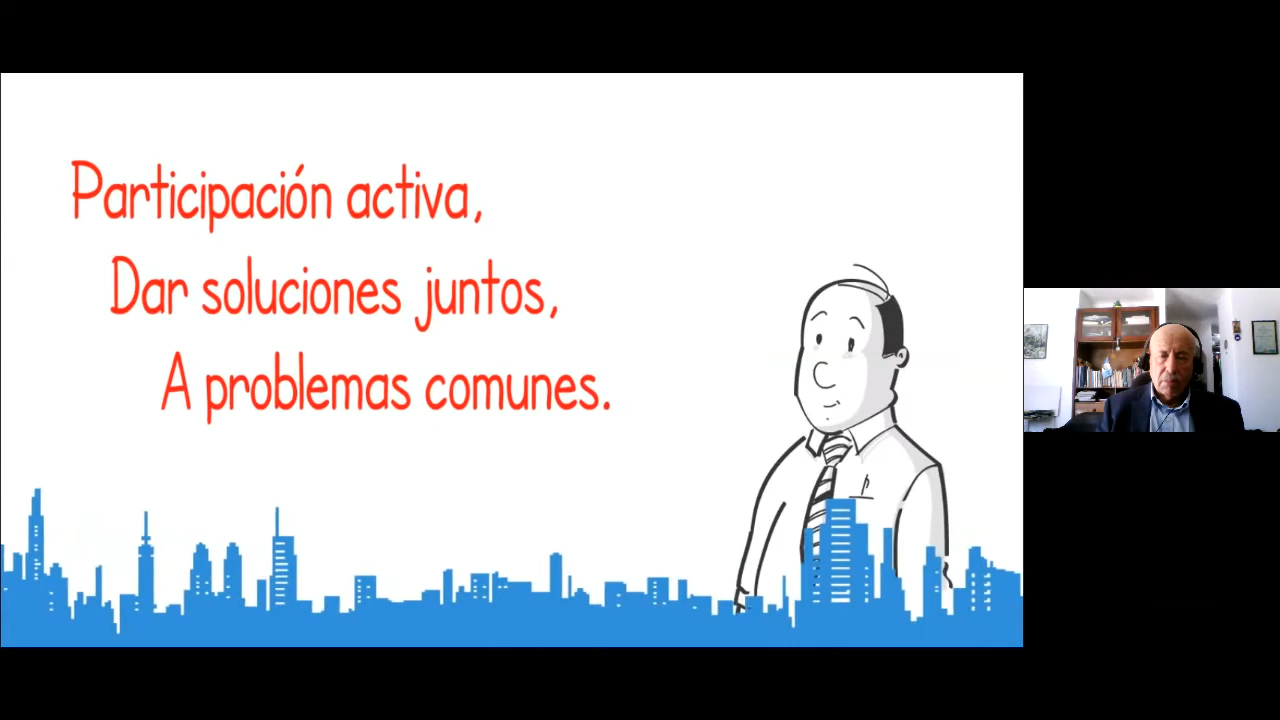 Participación activa,
Dar soluciones juntos,
A problemas comunes.